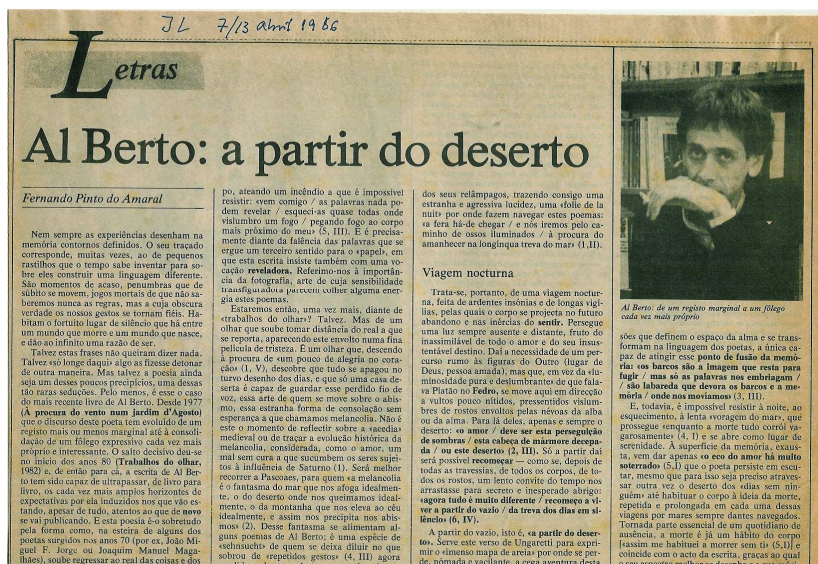 JL 7/13 abril 1986
Letras
Al Berto: a partir do deserto
Fernando Pinto do Amaral
Nem sempre as experiências desenham na
memória contornos definidos. O seu traçado
corresponde, muitas vezes, ao de pequenos
rastilhos que o tempo sabe inventar para so-
bre eles construir uma linguagem diferente.
São momentos de acaso, penumbras que de
súbito se movem, jogos mortais de que não sa-
beremos nunca as regras, mas a cuja obscura
verdade os nossos gestos se tornam fiéis. Ha-
bitam o fortuito lugar de silêncio que há entre
um mundo que morre e um mundo que nasce,
e dão ao infinito uma razão de ser.
Talvez estas frases não queiram dizer nada.
Talvez «só longe daqui» algo as fizesse detonar
de outra maneira. Mas talvez a poesia ainda
seja um desses poucos precipícios, uma dessas
tão raras seduções. Pelo menos, é esse o caso
do mais recente livro de Al Berto. Desde 1977
(À procura do vento num jardim d'Agosto)
que o discurso deste poeta tem evoluído de um
registo mais ou menos marginal até à consoli-
dação de um fôlego expressivo cada vez mais
próprio e interessante. O salto decisivo deu-se
no início dos anos 80 (Trabalhos do olhar,
1982) e, de então para cá, a escrita de Al Ber-
to tem sido capaz de ultrapassar, de livro para
livro, os cada vez mais amplos horizontes de
expectativas por ela induzidos nos que vão es-
tando, apesar de tudo, atentos ao que de novo
se vai publicando. E esta poesia é-o sobretudo
pela forma como, na esteira de alguns dos
poetas surgidos nos anos 70 (por ex., João Mi-
guel F. Jorge ou Joaquim Manuel Maga-
lhães), soube regressar ao real das coisas e dos
po, ateando um incêndio a que é impossível
resistir: «vem comigo / as palavras nada po-
dem revelar / esqueci-as quase todas onde
vislumbro um fogo / pegando fogo ao corpo
mais próximo do meu» (5, III). E é precisa-
mente diante da falência das palavras que se
ergue um terceiro sentido para o «papel», em
que esta escrita insiste também com uma vo-
cação reveladora. Referimo-nos à importân-
cia da fotografia, arte de cuja sensibilidade
transfiguradora parecem colher alguma ener-
gia estes poemas.
Estaremos então, uma vez mais, diante de
«trabalhos do olhar»? Talvez. Mas de um
olhar que soube tomar distância do real a que
se reporta, aparecendo este envolto numa fina
película de tristeza. É um olhar que, descendo
à procura de «um pouco de alegria no cora-
ção» (1, V), descobre que tudo se apagou no
turvo desenho dos dias, e que só uma casa de-
serta é capaz de guardar esse perdido fio de
voz, essa arte de quem se move sobre o abis-
mo, essa estranha forma de consolação sem
esperança a que chamamos melancolia. Não é
este o momento de reflectir sobre a «acedia»
medieval ou de traçar a evolução histórica da
melancolia, considerada, como o amor, um
mal sem cura a que sucumbem os seres sujei-
tos à influência de Saturno (1). Será melhor
recorrer a Pascoaes, para quem «a melancolia
é o fantasma do mar que nos afoga idealmen-
te, o do deserto onde nos queimamos ideal-
mente, o da montanha que nos eleva ao céu
idealmente, e assim nos precipita nos abis-
mos» (2). Desse fantasma se alimentam al-
guns poemas de Al Berto; é uma espécie de
«sehnsucht» de quem se deixa diluir no que
sobrou de «repetidos gestos» (4, III) agora
dos seus relâmpagos, trazendo consigo uma
estranha e agressiva lucidez, uma «folie de la
nuit» por onde fazem navegar estes poemas:
«a fera há-de chegar / e nós iremos pelo ca-
minho de ossos iluminados / à procura do
amanhecer na longínqua treva do mar» (1,II).
Viagem nocturna
Trata-se, portanto, de uma viagem noctur-
na, feita de ardentes insónias e de longas vigí-
lias, pelas quais o corpo se projecta no futuro
abandono e nas inércias do sentir. Persegue
uma luz sempre ausente e distante, fruto do
inassimilável de todo o amor e do seu insus-
tentável destino. Daí a necessidade de um per-
curso rumo às figuras do Outro (lugar de
Deus, pessoa amada), mas que, em vez da «lu-
minosidade pura e deslumbrante» de que fala-
va Platão no Fedro, se move aqui em direcção
a vultos pouco nítidos, pressentidos vislum-
bres de rostos envoltos pelas névoas da alba
ou da alma. Para lá deles, apenas e sempre o
deserto: «o amor / deve ser esta perseguição
de sombras / esta cabeça de mármore decepa-
da / ou este deserto» (2, III). Só a partir daí
será possível recomeçar — como se, depois de
todas as travessias, de todos os corpos, de to-
dos os rostos, um lento convite do tempo nos
arrastasse para secreto e inesperado abrigo:
«agora tudo é muito diferente / recomeço a vi-
ver a partir do vazio / da treva dos dias em si-
lêncio» (6, IV).
A partir do vazio, isto é, «a partir do deser-
to». Serve este verso de Ungaretti para expri-
mir o «imenso mapa de areia» por onde se per-
de, nómada e vacilante, a cega aventura desta
Al Berto: de um registo marginal a um fôlego
cada vez mais próprio
sões que definem o espaço da alma e se trans-
formam na linguagem dos poetas, a única ca-
paz de atingir esse ponto de fusão da memó-
ria: «os barcos são a imagem que resta para
fugir / mas só as palavras nos embriagam /
/ são labareda que devora os barcos e a me-
mória / onde nos movíamos» (3, III).
E, todavia, é impossível resistir à noite, ao
esquecimento, à lenta «voragem do mar», que
prossegue «enquanto a morte tudo corrói va-
garosamente» (4, I) e se abre como lugar de
serenidade. À superfície da memória, exaus-
ta, vem dar apenas «o eco do amor há muito
soterrado» (5,I) que o poeta persiste em escu-
tar, mesmo que para isso seja preciso atraves-
sar outra vez o deserto dos «dias sem nin-
guém» até habituar o corpo à ideia da morte,
repetida e prolongada em cada uma dessas
viagens por mares sempre dantes navegados.
Tornada parte essencial de um quotidiano de
ausência, a morte é já um hábito do corpo
(«assim me habituei a morrer sem ti» (5,I)) e
coincide com o acto da escrita, graças ao qual